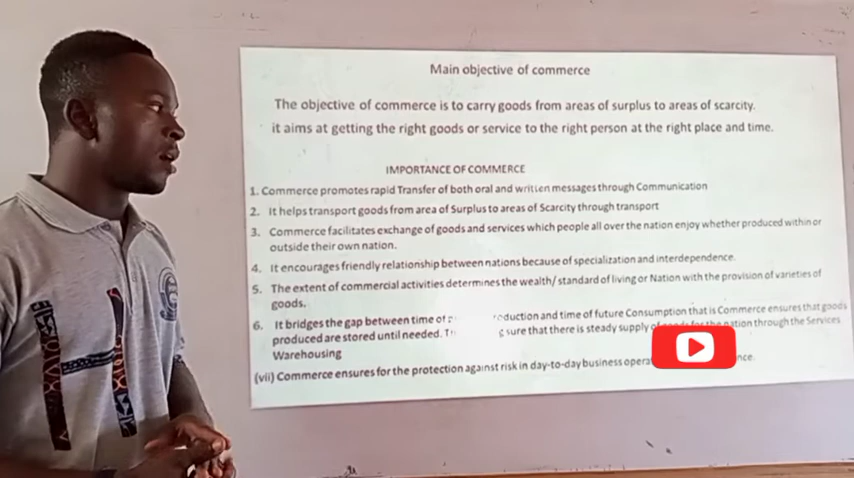 Main objective of commerce
The objective of commerce is to carry goods from areas of surplus to areas of scarcity.
it aims at getting the right goods or service to the right person at the right place and time.
IMPORTANCE OF COMMERCE
1. Commerce promotes rapid Transfer of both oral and written messages through Communication
2. It helps transport goods from area of Surplus to areas of Scarcity through transport
3. Commerce facilitates exchange of goods and services which people all over the nation enjoy whether produced within or
outside their own nation.
4. It encourages friendly relationship between nations because of specialization and interdependence.
5. The extent of commercial activities determines the wealth/ standard of living or Nation with the provision of varieties of
goods.
6. It bridges the gap between time of and time of future Consumption that is Commerce ensures that goods
produced are stored until needed. that there is steady supply through the Services
Warehousing
(vii) Commerce ensures for the protection against risk in day-to-day business